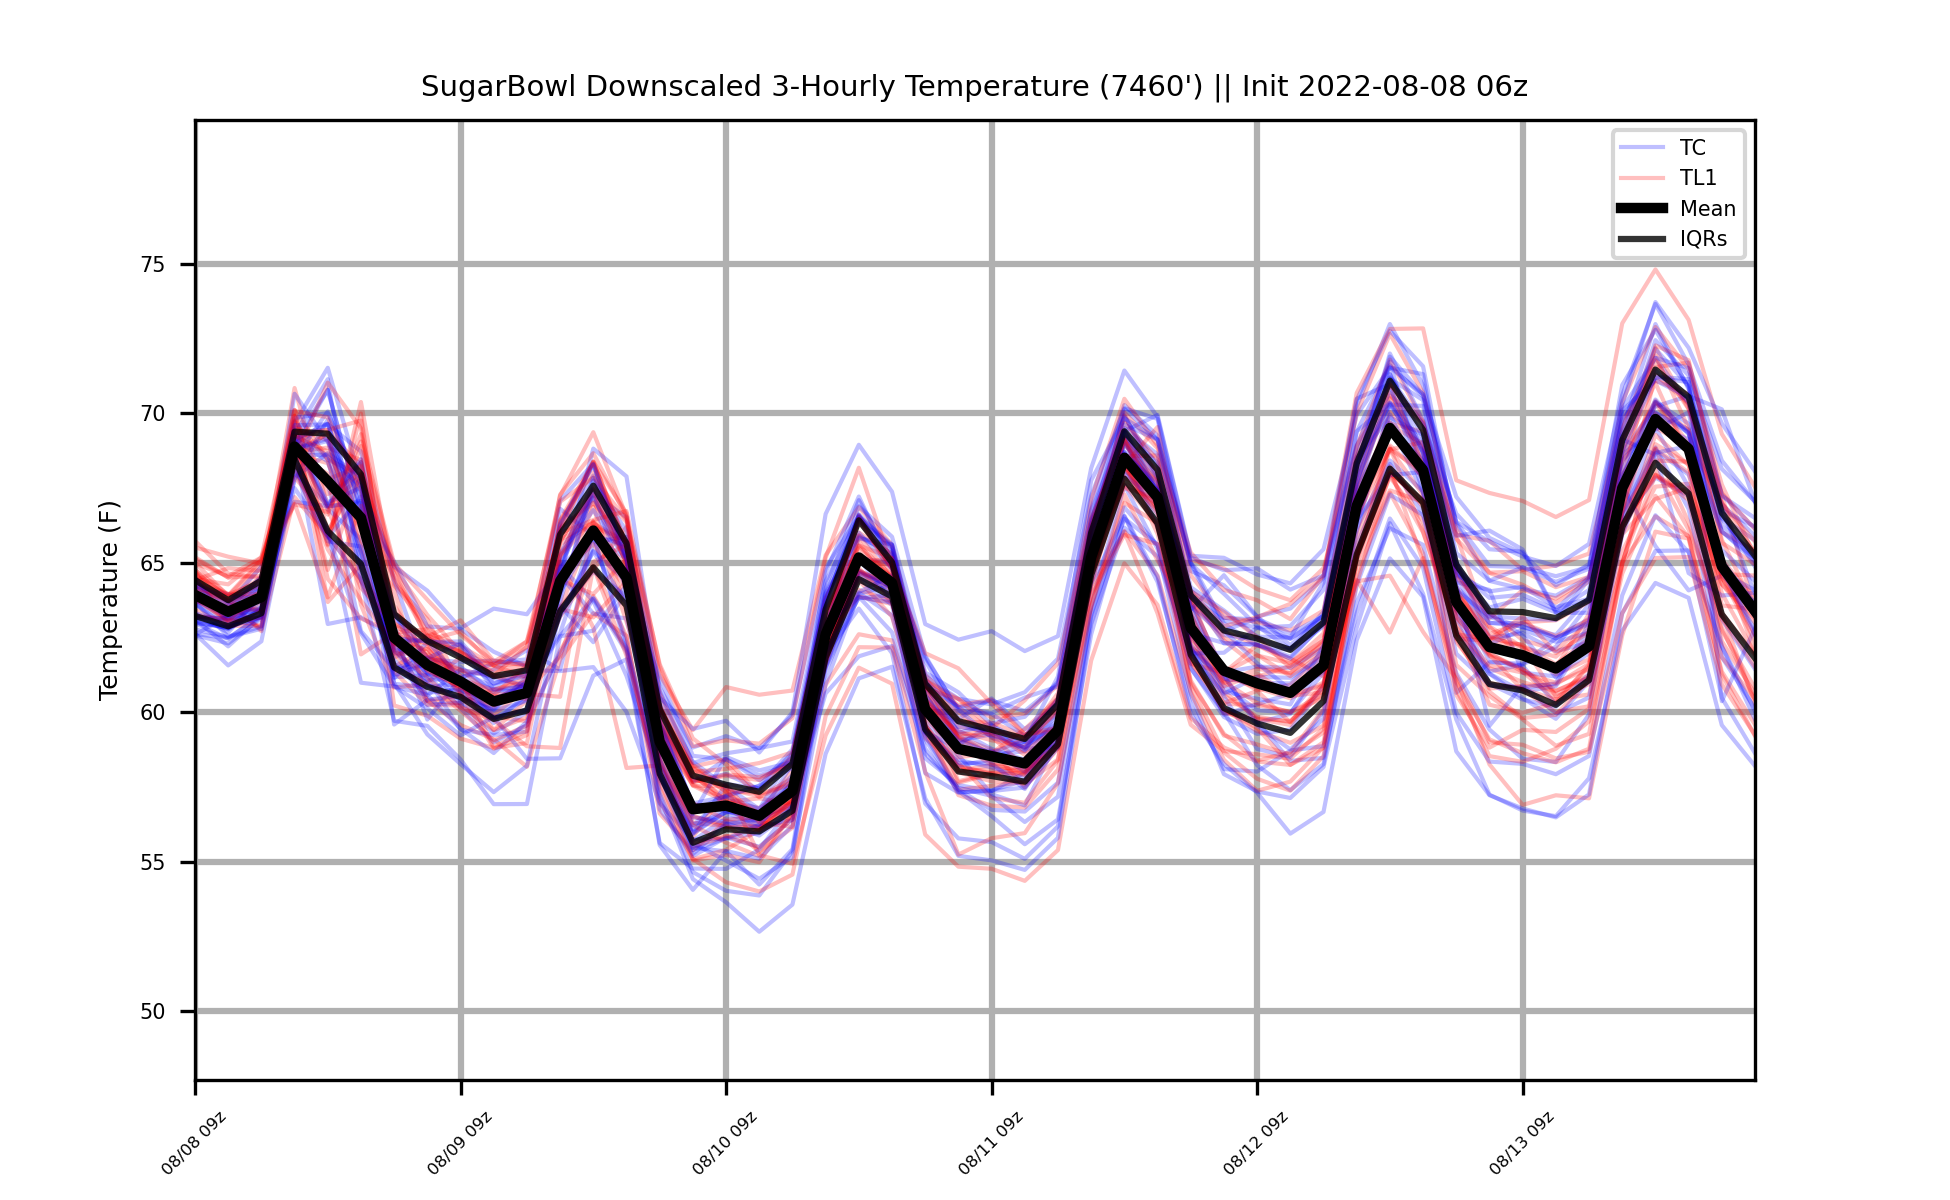 SugarBowl Downscaled 3-Hourly Temperature (7460') || Init 2022-08-08 06z
TC
TL1
Mean
IQRs
Temperature (F)
75
70
65
60
55
50
08/08 09z
08/09 09z
08/10 09z
08/11 09z
08/12 09z
08/13 09z